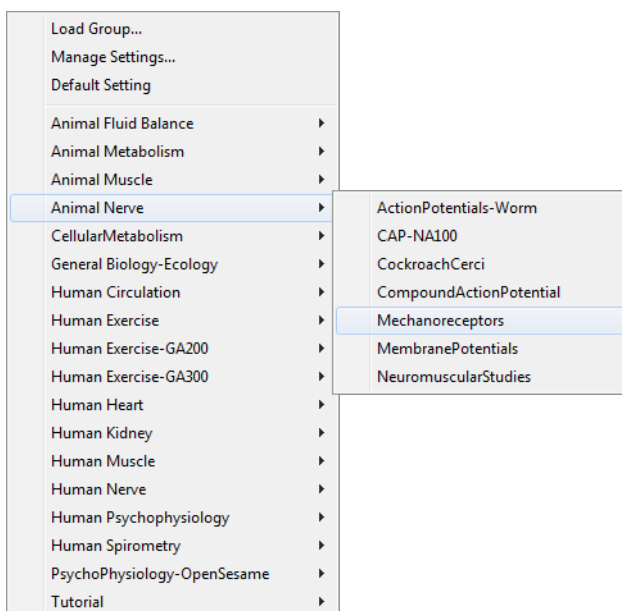 Load Group...
Manage Settings...
Default Setting
Animal Fluid Balance
Animal Metabolism
Animal Muscle
Animal Nerve
CellularMetabolism
General Biology-Ecology
Human Circulation
Human Exercise
Human Exercise-GA200
Human Exercise-GA300
Human Heart
Human Kidney
Human Muscle
Human Nerve
Human Psychophysiology
Human Spirometry
PsychoPhysiology-OpenSesame
Tutorial
ActionPotentials-Worm
CAP-NA100
CockroachCerci
CompoundActionPotential
Mechanoreceptors
MembranePotentials
NeuromuscularStudies